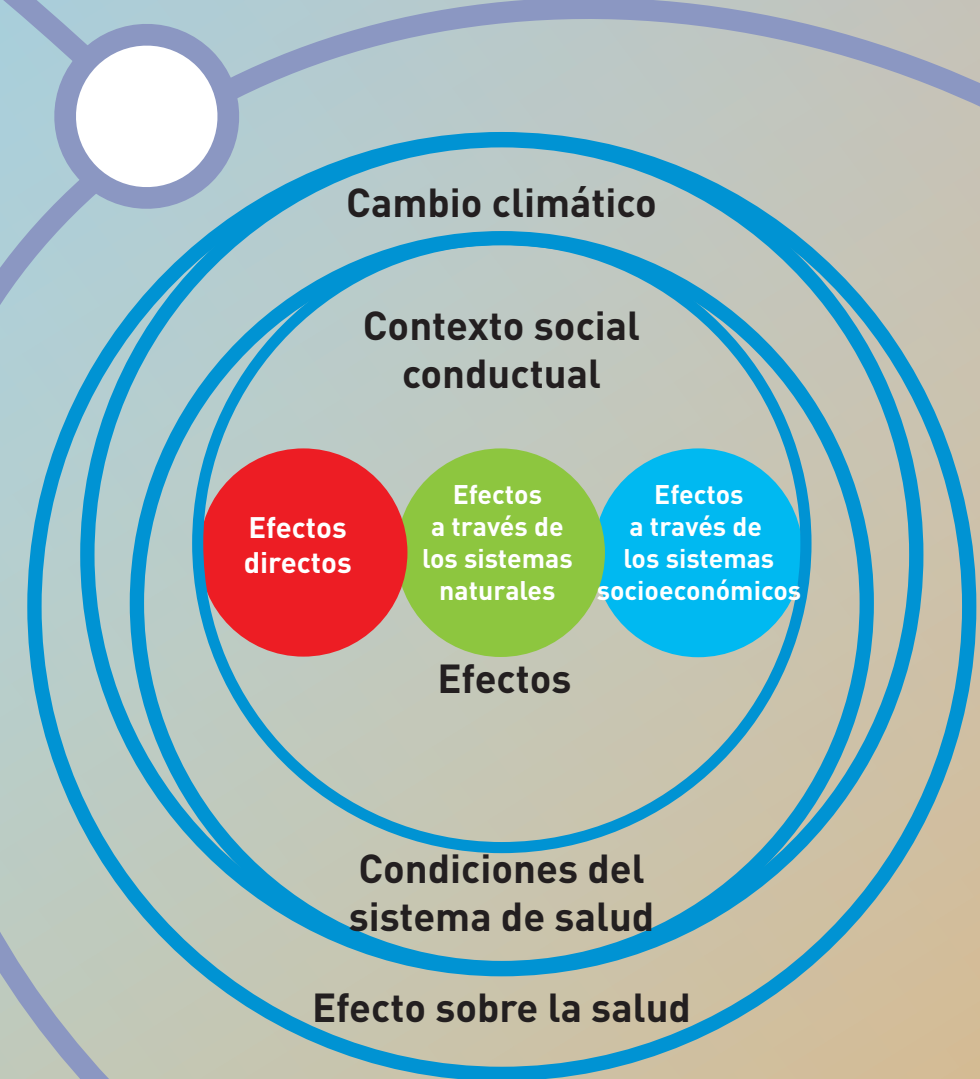 Cambio climático
Contexto social
conductual
Efectos
directos
Efectos
a través de
los sistemas
naturales
Efectos
a través de
los sistemas
socioeconómicos
Efectos
Condiciones del
sistema de salud
Efecto sobre la salud